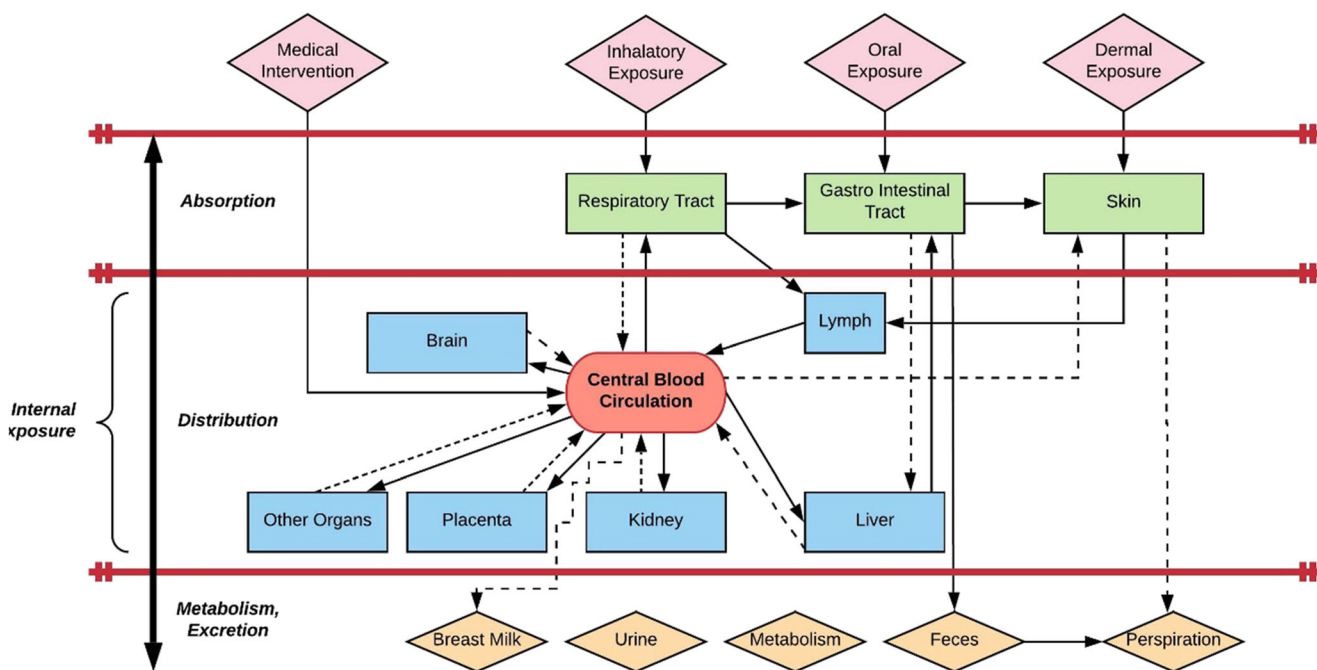 Medical
Intervention
Inhalatory
Exposure
Oral
Exposure
Dermal
Exposure
Absorption
Respiratory Tract
Gastro Intestinal
Tract
Skin
Lymph
Brain
Central Blood
Circulation
Internal
xposure
Distribution
Other Organs
Placenta
Kidney
Liver
Metabolism,
Excretion
Breast Milk
Urine
Metabolism
Feces
Perspiration